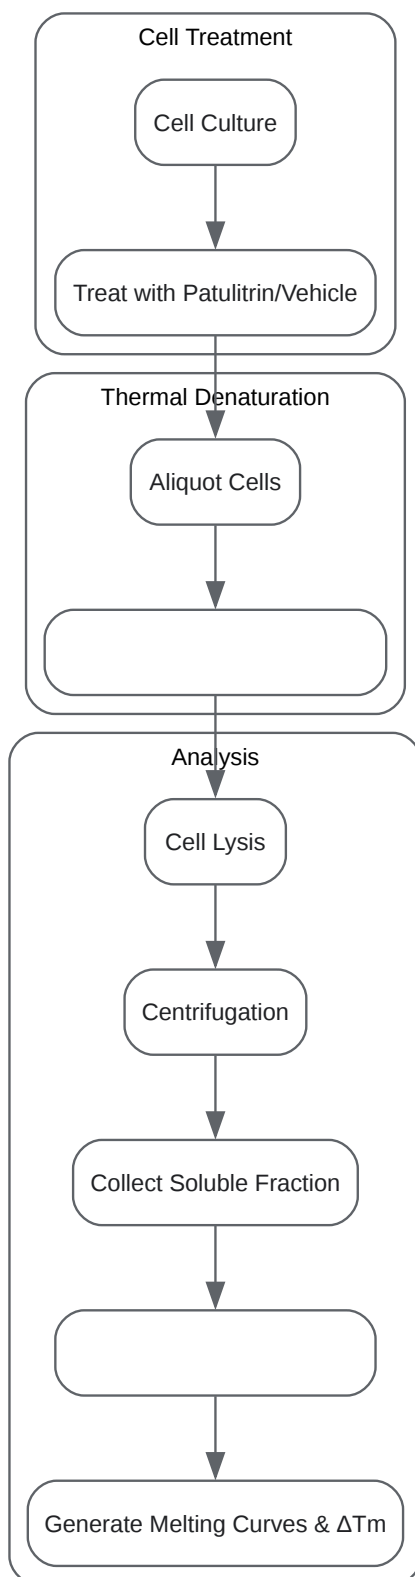 Cell Treatment
Cell Culture
Treat with Patulitrin/Vehicle
Thermal Denaturation
Aliquot Cells
Analysis
Cell Lysis
Centrifugation
Collect Soluble Fraction
Generate Melting Curves & ΔTm